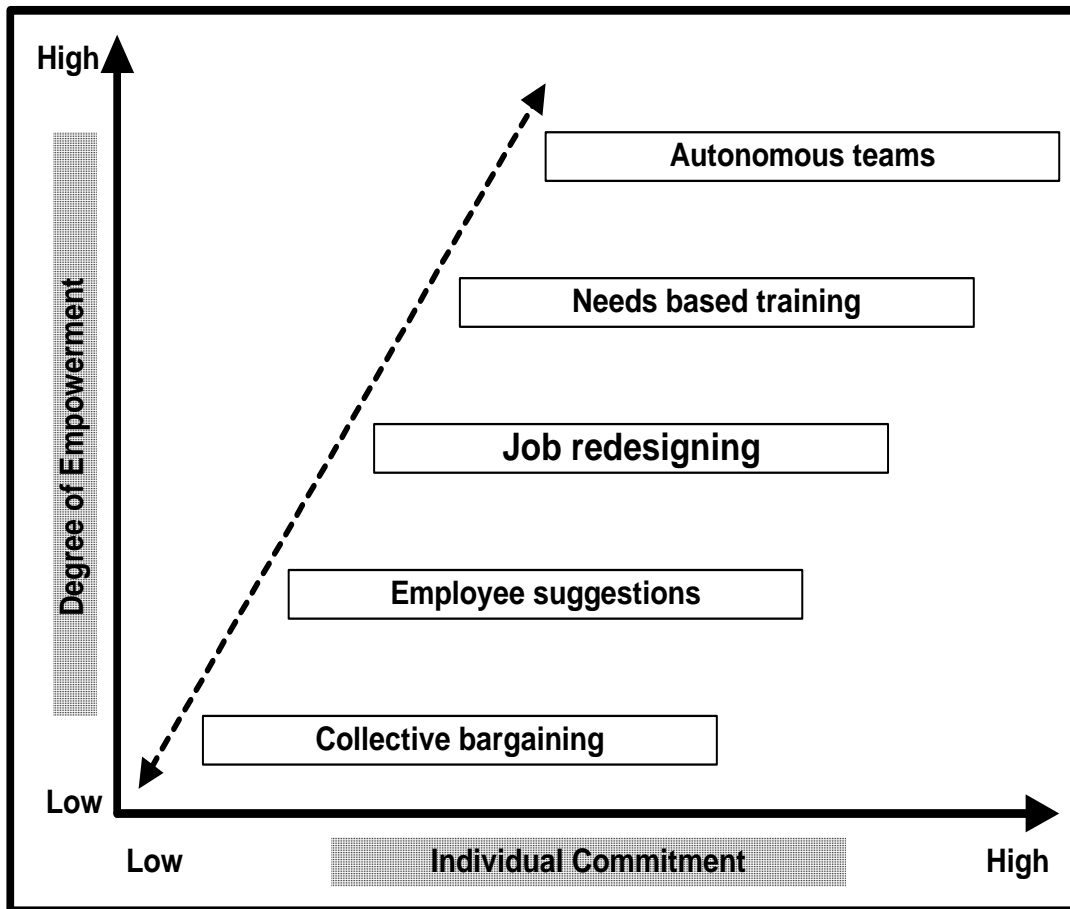 High
Autonomous teams
Needs based training
Degree of Empowerment
Job redesigning
Employee suggestions
Collective bargaining
Low
Low
Individual Commitment
High